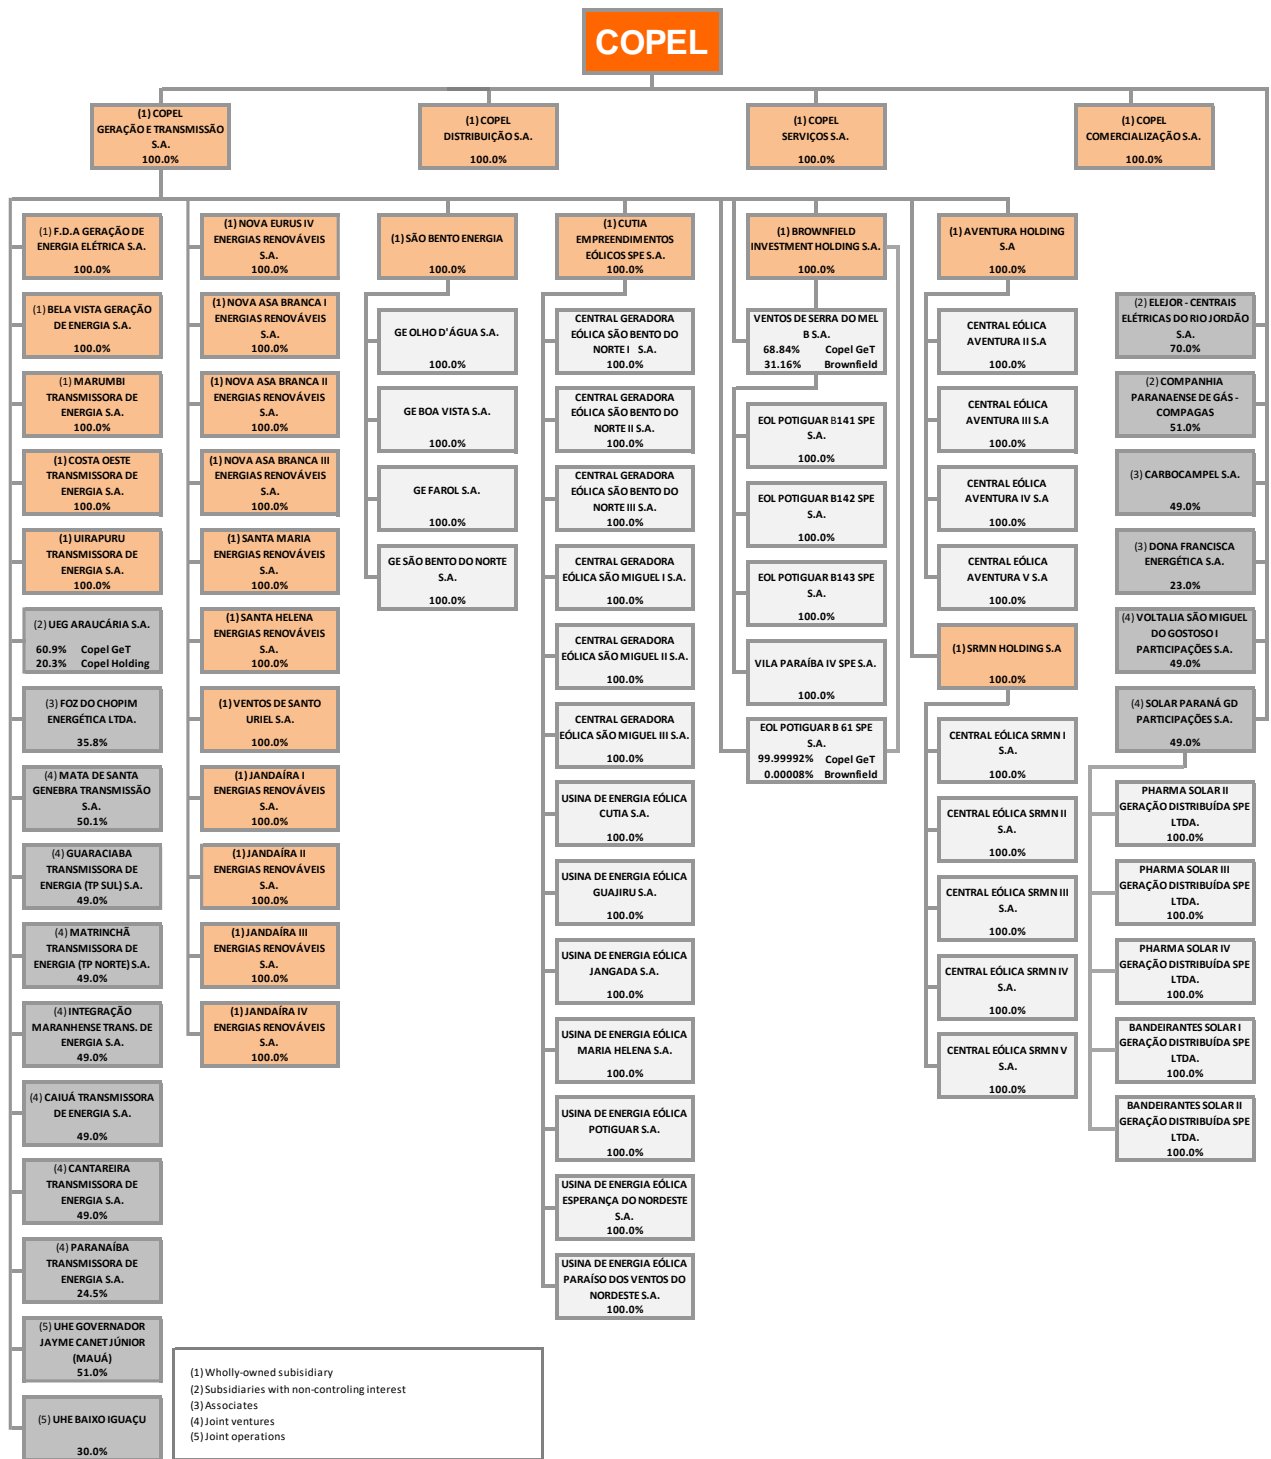 COPEL
(1) COPEL
GERAÇÃO E TRANSMISSÃO
S.A.
100.0%
(1) COPEL
DISTRIBUIÇÃO S.A.
100.0%
(1) COPEL
SERVIÇOS S.A.
100.0%
(1) COPEL
COMERCIALIZAÇÃO S.A.
100.0%
(1) F.D.A GERAÇÃO DE
ENERGIA ELÉTRICA S.A.
100.0%
(1) BELA VISTA GERAÇÃO
DE ENERGIA S.A.
100.0%
(1) MARUMBI
TRANSMISSORA DE
ENERGIA S.A.
100.0%
(1) COSTA OESTE
TRANSMISSORA DE
ENERGIA S.A.
100.0%
(1) UIRAPURU
TRANSMISSORA DE
ENERGIA S.A.
100.0%
(2) UEG ARAUCÁRIA S.A.
60.9% Copel GeT
20.3% Copel Holding
(3) FOZ DO CHOPIM
ENERGÉTICA LTDA.
35.8%
(4) MATA DE SANTA
GENEBRA TRANSMISSÃO
S.A.
50.1%
(4) GUARACIABA
TRANSMISSORA DE
ENERGIA (TP SUL) S.A.
49.0%
(4) MATRINCHÃ
TRANSMISSORA DE
ENERGIA (TP NORTE) S.A.
49.0%
(4) INTEGRAÇÃO
MARANHENSE TRANS. DE
ENERGIA S.A.
49.0%
(4) CAIUÁ TRANSMISSORA
DE ENERGIA S.A.
49.0%
(4) CANTAREIRA
TRANSMISSORA DE
ENERGIA S.A.
49.0%
(4) PARANAÍBA
TRANSMISSORA DE
ENERGIA S.A.
24.5%
(5) UHE GOVERNADOR
JAYME CANET JÚNIOR
(MAUÁ)
51.0%
(5) UHE BAIXO IGUAÇU
30.0%
(1) NOVA EURUS IV
ENERGIAS RENOVÁVEIS
S.A.
100.0%
(1) NOVA ASA BRANCA I
ENERGIAS RENOVÁVEIS
S.A.
100.0%
(1) NOVA ASA BRANCA II
ENERGIAS RENOVÁVEIS
S.A.
100.0%
(1) NOVA ASA BRANCA III
ENERGIAS RENOVÁVEIS
S.A.
100.0%
(1) SANTA MARIA
ENERGIAS RENOVÁVEIS
S.A.
100.0%
(1) SANTA HELENA
ENERGIAS RENOVÁVEIS
S.A.
100.0%
(1) VENTOS DE SANTO
URIEL S.A.
100.0%
(1) JANDAÍRA I
ENERGIAS RENOVÁVEIS
S.A.
100.0%
(1) JANDAÍRA II
ENERGIAS RENOVÁVEIS
S.A.
100.0%
(1) JANDAÍRA III
ENERGIAS RENOVÁVEIS
S.A.
100.0%
(1) JANDAÍRA IV
ENERGIAS RENOVÁVEIS
S.A.
100.0%
(1) SÃO BENTO ENERGIA
100.0%
GE OLHO D'ÁGUA S.A.
100.0%
GE BOA VISTA S.A.
100.0%
GE FAROL S.A.
100.0%
GE SÃO BENTO DO NORTE
S.A.
100.0%
(1) CUTIA
EMPREENDIMENTOS
EÓLICOS SPE S.A.
100.0%
CENTRAL GERADORA
EÓLICA SÃO BENTO DO
NORTE I S.A.
100.0%
CENTRAL GERADORA
EÓLICA SÃO BENTO DO
NORTE II S.A.
100.0%
CENTRAL GERADORA
EÓLICA SÃO BENTO DO
NORTE III S.A.
100.0%
CENTRAL GERADORA
EÓLICA SÃO MIGUEL I S.A.
100.0%
CENTRAL GERADORA
EÓLICA SÃO MIGUEL II S.A.
100.0%
CENTRAL GERADORA
EÓLICA SÃO MIGUEL III S.A.
100.0%
USINA DE ENERGIA EÓLICA
CUTIA S.A.
100.0%
USINA DE ENERGIA EÓLICA
GUAJIRU S.A.
100.0%
USINA DE ENERGIA EÓLICA
JANGADA S.A.
100.0%
USINA DE ENERGIA EÓLICA
MARIA HELENA S.A.
100.0%
USINA DE ENERGIA EÓLICA
POTIGUAR S.A.
100.0%
USINA DE ENERGIA EÓLICA
ESPERANÇA DO NORDESTE
S.A.
100.0%
USINA DE ENERGIA EÓLICA
PARAÍSO DOS VENTOS DO
NORDESTE S.A.
100.0%
(1) BROWNFIELD
INVESTMENT HOLDING S.A.
100.0%
VENTOS DE SERRA DO MEL
B S.A.
68.84% Copel GeT
31.16% Brownfield
EOL POTIGUAR B141 SPE
S.A.
100.0%
EOL POTIGUAR B142 SPE
S.A.
100.0%
EOL POTIGUAR B143 SPE
S.A.
100.0%
VILA PARAÍBA IV SPE S.A.
100.0%
EOL POTIGUAR B 61 SPE
S.A.
99.99992% Copel GeT
0.00008% Brownfield
(1) AVENTURA HOLDING
S.A
100.0%
CENTRAL EÓLICA
AVENTURA II S.A
100.0%
CENTRAL EÓLICA
AVENTURA III S.A
100.0%
CENTRAL EÓLICA
AVENTURA IV S.A
100.0%
CENTRAL EÓLICA
AVENTURA V S.A
100.0%
(1) SRMN HOLDING S.A
100.0%
CENTRAL EÓLICA SRMN I
S.A.
100.0%
CENTRAL EÓLICA SRMN II
S.A.
100.0%
CENTRAL EÓLICA SRMN III
S.A.
100.0%
CENTRAL EÓLICA SRMN IV
S.A.
100.0%
CENTRAL EÓLICA SRMN V
S.A.
100.0%
(2) ELEJOR - CENTRAIS
ELÉTRICAS DO RIO JORDÃO
S.A.
70.0%
(2) COMPANHIA
PARANAENSE DE GÁS -
COMPAGAS
51.0%
(3) CARBOCAMPEL S.A.
49.0%
(3) DONA FRANCISCA
ENERGÉTICA S.A.
23.0%
(4) VOLTALIA SÃO MIGUEL
DO GOSTOSO I
PARTICIPAÇÕES S.A.
49.0%
(4) SOLAR PARANÁ GD
PARTICIPAÇÕES S.A.
49.0%
PHARMA SOLAR II
GERAÇÃO DISTRIBUÍDA SPE
LTDA.
100.0%
PHARMA SOLAR III
GERAÇÃO DISTRIBUÍDA SPE
LTDA.
100.0%
PHARMA SOLAR IV
GERAÇÃO DISTRIBUÍDA SPE
LTDA.
100.0%
BANDEIRANTES SOLAR I
GERAÇÃO DISTRIBUÍDA SPE
LTDA.
100.0%
BANDEIRANTES SOLAR II
GERAÇÃO DISTRIBUÍDA SPE
LTDA.
100.0%
(1) Wholly-owned subisidiary
(2) Subsidiaries with non-controling interest
(3) Associates
(4) Joint ventures
(5) Joint operations